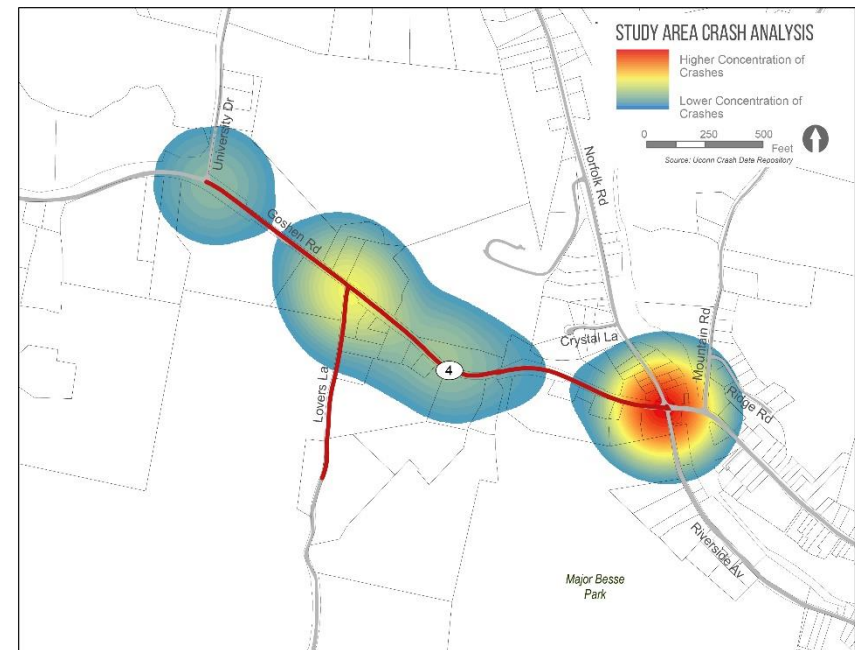 STUDY AREA CRASH ANALYSIS
Higher Concentration of
Crashes
Lower Concentration of
Crashes
0 250 500
Feet
Source: Uconn Crash Data Repository
University Dr
Goshen Rd
Norfolk Rd
Crystal La
Mountain Rd
Ridge Rd
Lovers La
4
Riverside Av
Major Besse
Park